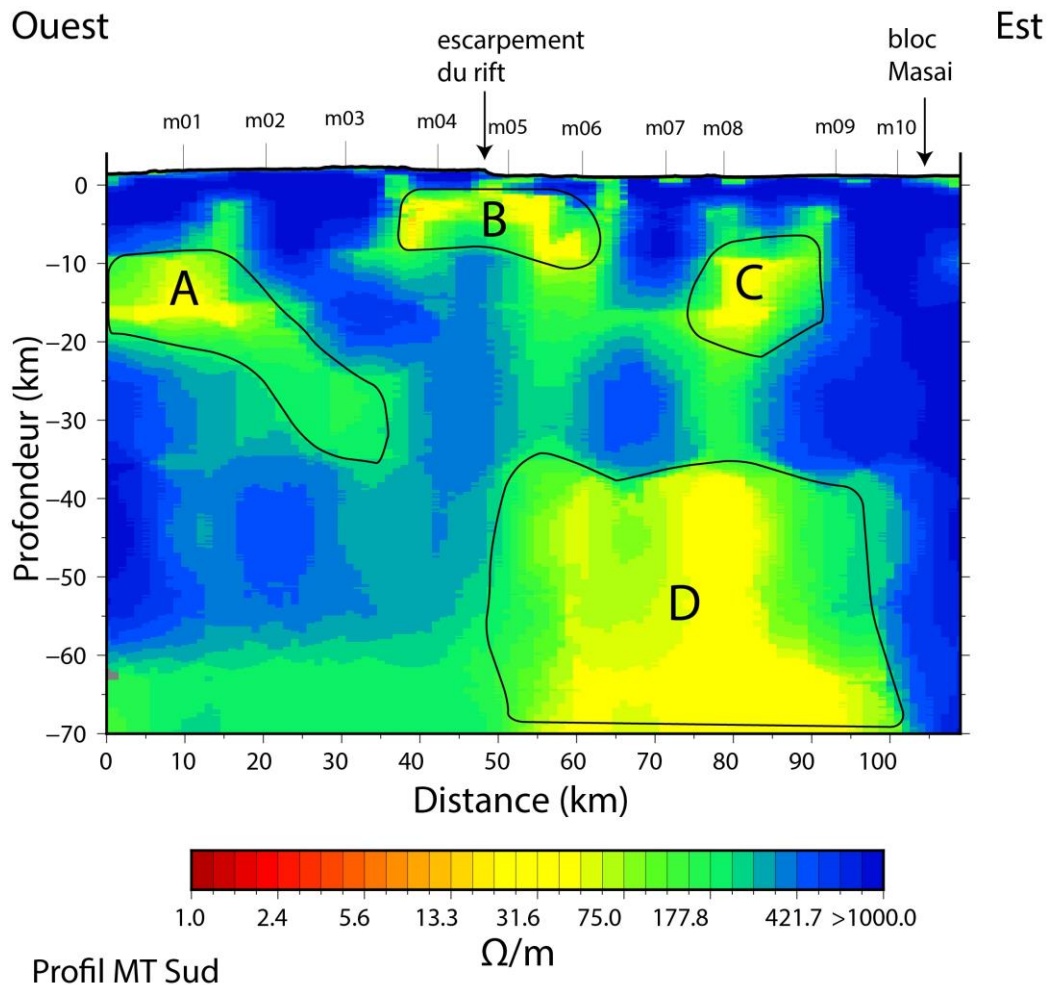 Ouest
Est
escarpement
du rift
bloc
Masai
m01 m02 m03 m04 m05 m06 m07 m08 m09 m10
0
−10
−20
−30
−40
−50
−60
−70
Profondeur (km)
A
B
C
D
0 10 20 30 40 50 60 70 80 90 100
Distance (km)
1.0 2.4 5.6 13.3 31.6 75.0 177.8 421.7 >1000.0
Ω/m
Profil MT Sud